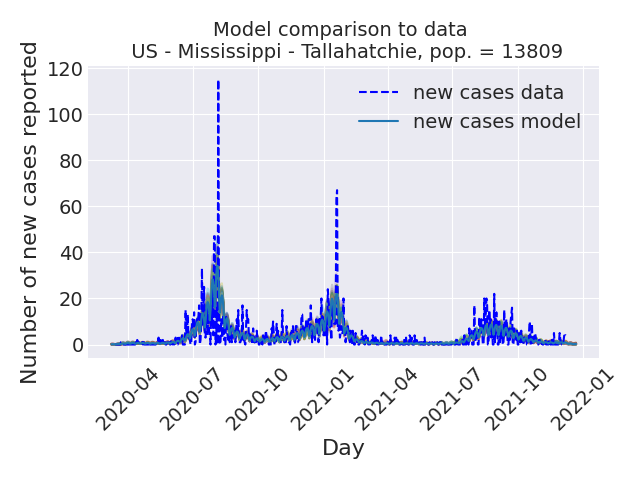 Model comparison to data
US - Mississippi - Tallahatchie, pop. = 13809
Number of new cases reported
120
100
80
60
40
20
0
new cases data
new cases model
2020-04
2020-07
2020-10
2021-01
2021-04
2021-07
2021-10
2022-01
Day